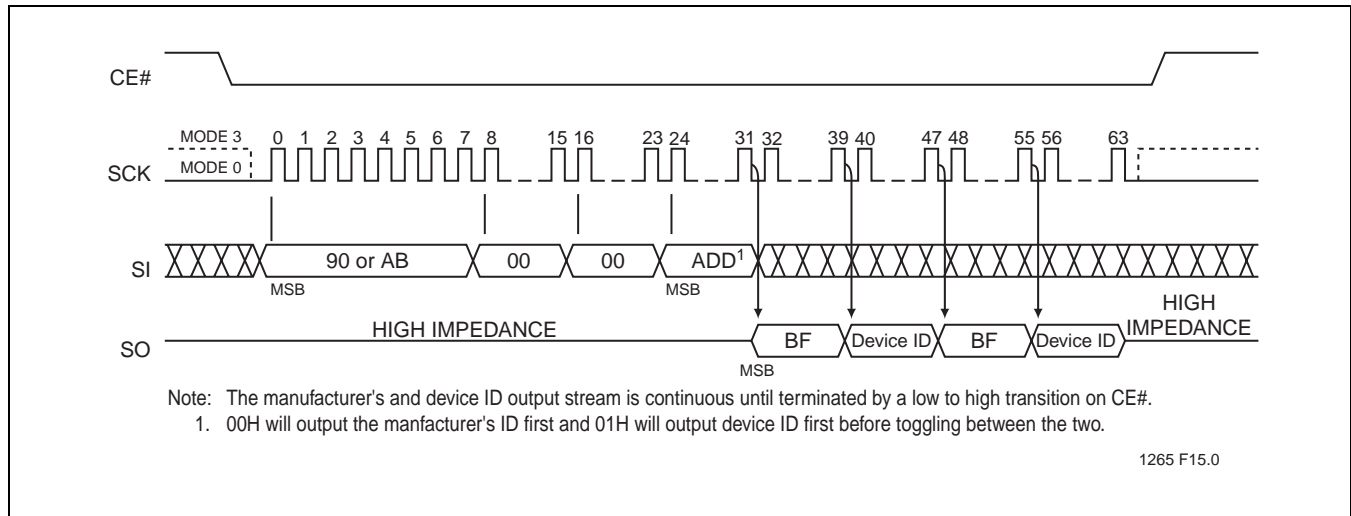 CE#
MODE 3
0 1 2 3 4 5 6 7 8 15 16 23 24 31 32 39 40 47 48 55 56 63
MODE 0
SCK
SI
90 or AB
00
00
ADD1
MSB
MSB
HIGH IMPEDANCE
HIGH
IMPEDANCE
SO
BF
Device ID
BF
Device ID
MSB
Note: The manufacturer's and device ID output stream is continuous until terminated by a low to high transition on CE#.
1. 00H will output the manfacturer's ID first and 01H will output device ID first before toggling between the two.
1265 F15.0